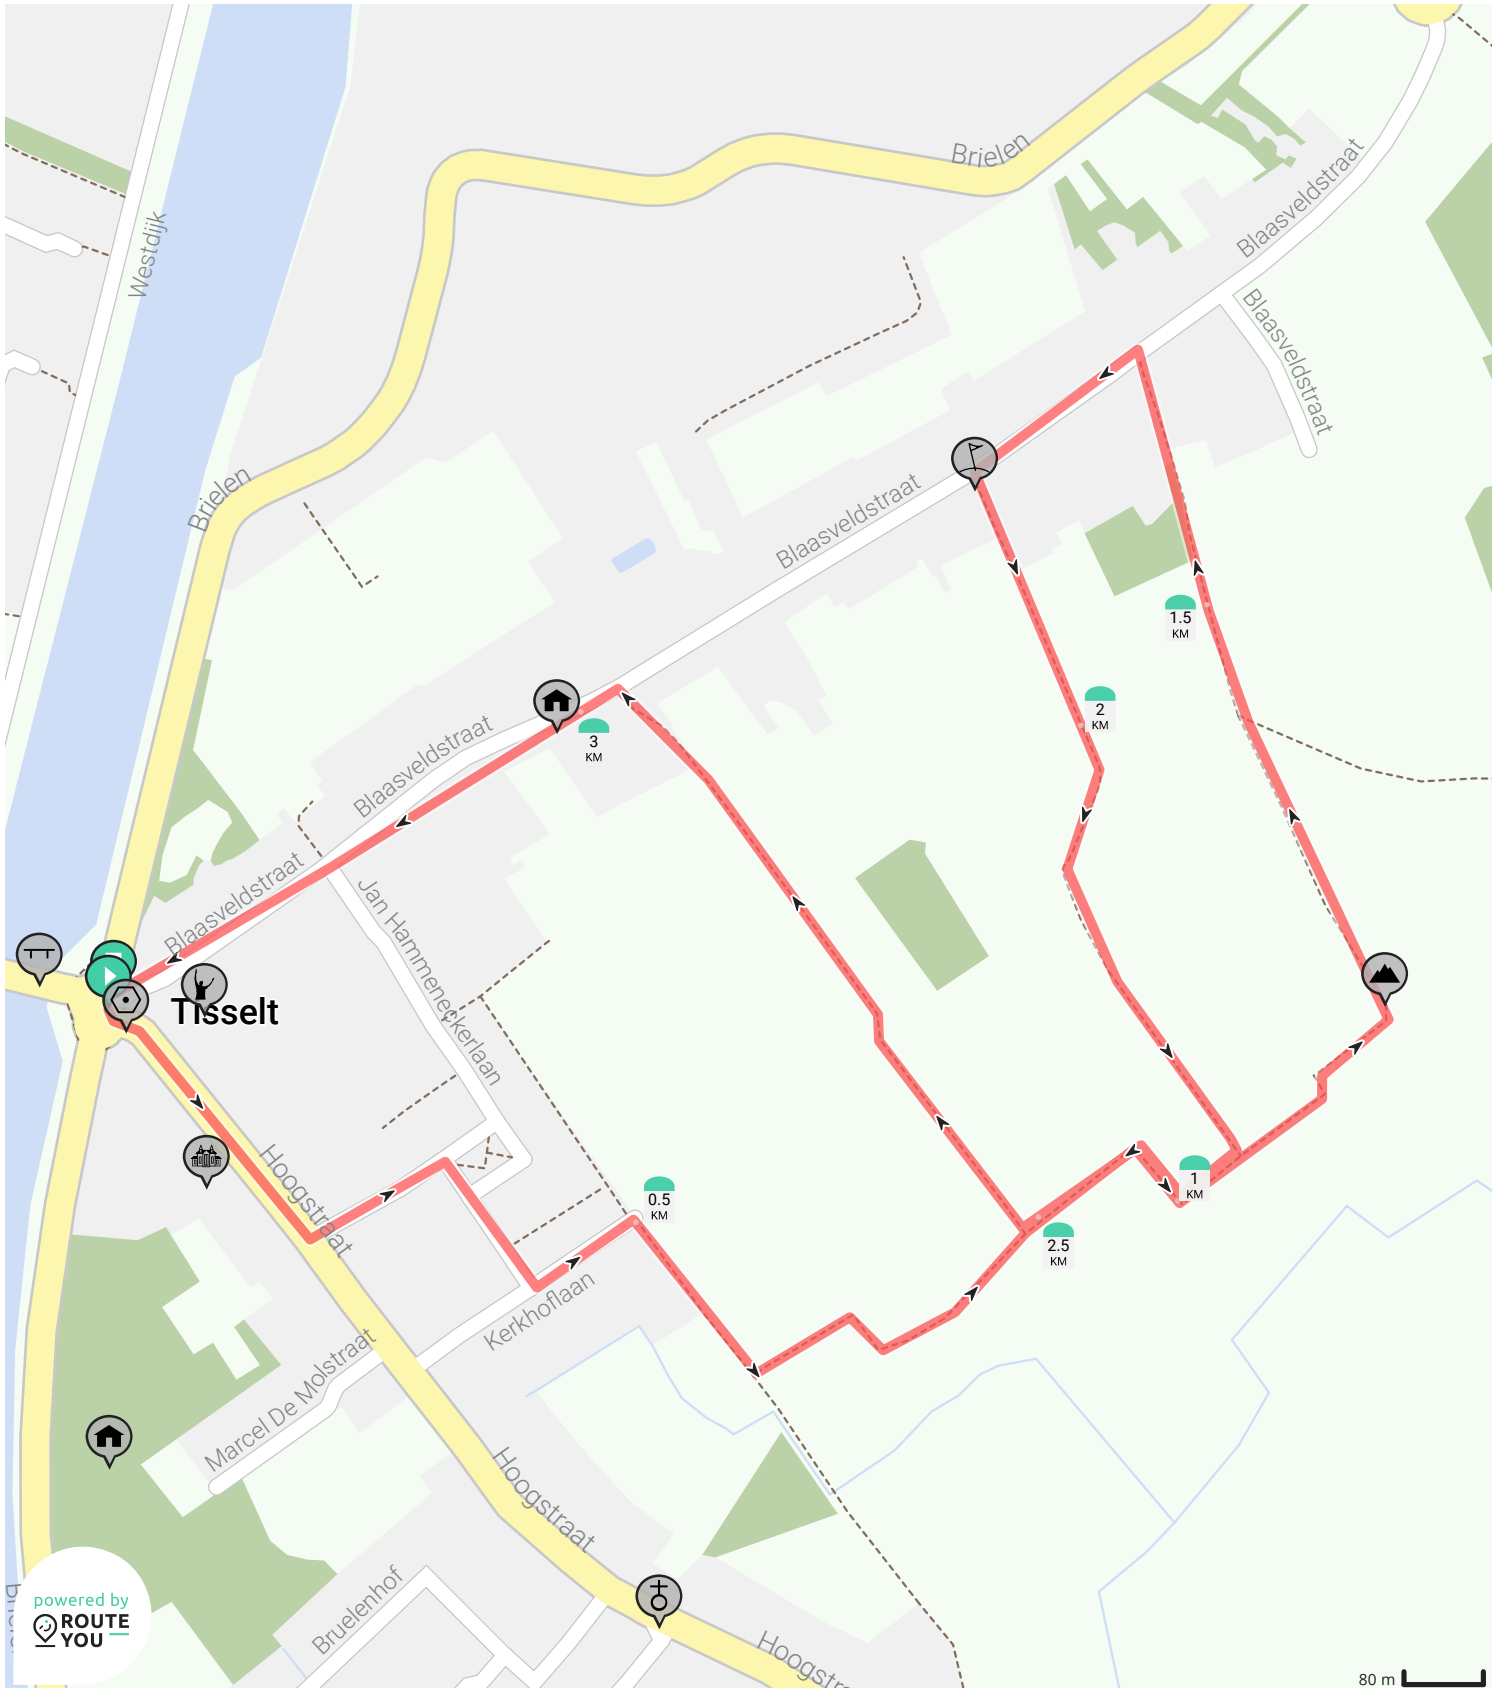 Brielen
Blaasveldstraat
Westdijk
Blaasveldstraat
Brielen
Blaasveldstraat
1.5
KM
2
KM
3
KM
Blaasveldstraat
Blaasveldstraat
Jan Hammeneckerlaan
Tisselt
Hoogstraat
0.5
KM
1
KM
2.5
KM
Kerkhoflaan
Marcel De Molstraat
Hoogstraat
Bruelenhof
Hoogstra
powered by
ROUTE
YOU
80 m